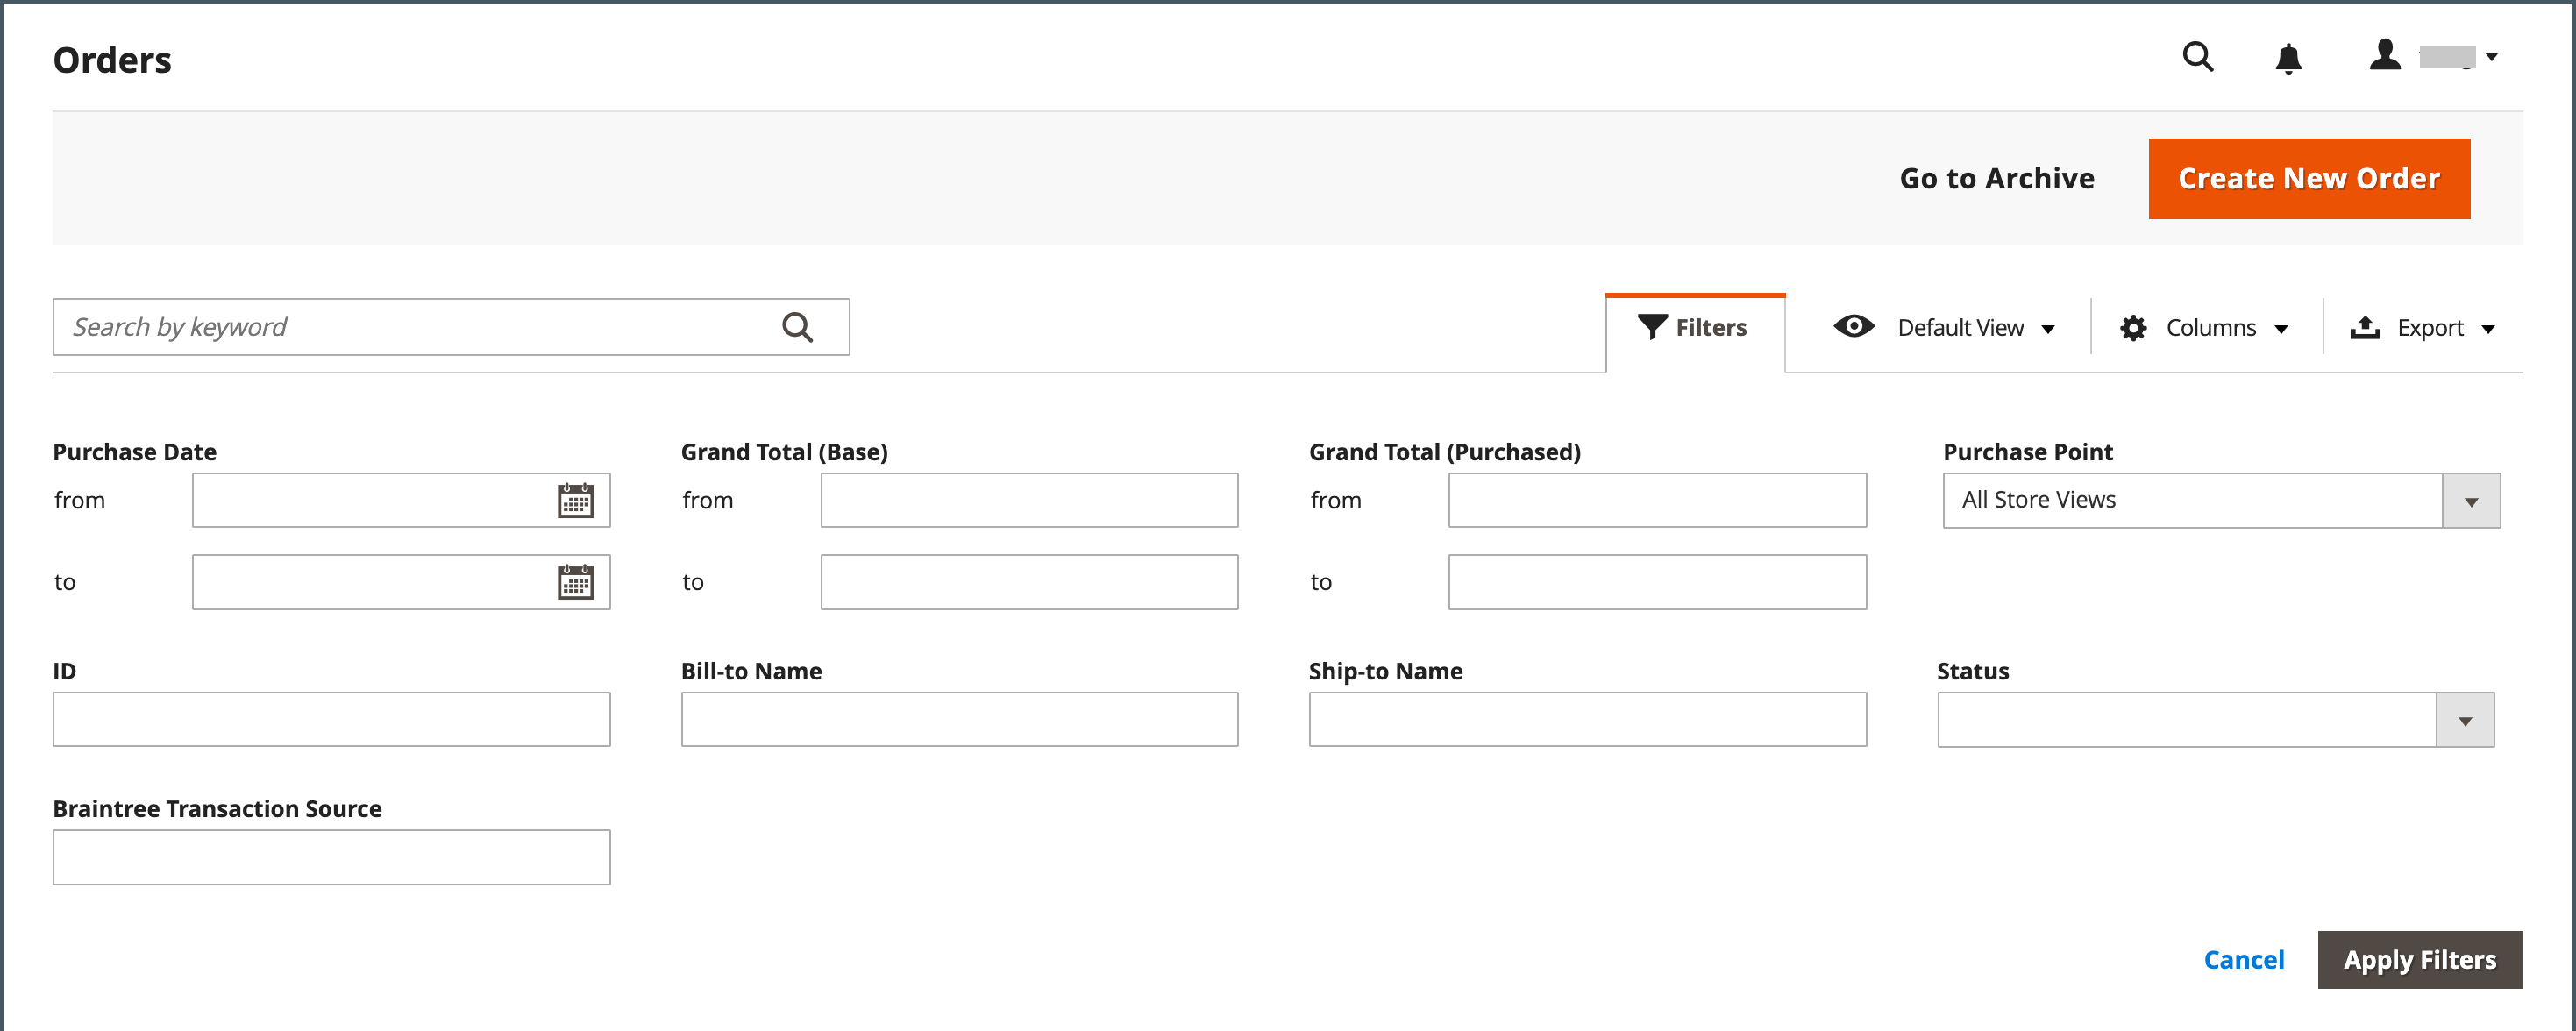 Orders
Go to Archive
Create New Order
Search by keyword
Filters
Default View
Columns
Export
Purchase Date
from
to
Grand Total (Base)
from
to
Grand Total (Purchased)
from
to
Purchase Point
All Store Views
ID
Bill-to Name
Ship-to Name
Status
Braintree Transaction Source
Cancel
Apply Filters